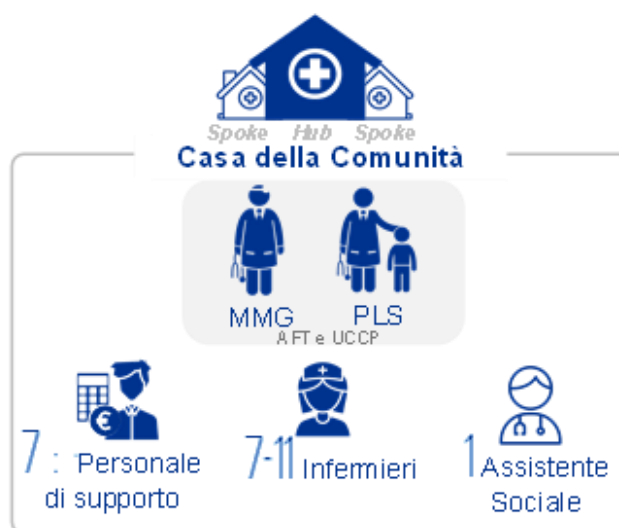 Spoke Hub Spoke
Casa della Comunità
MMG PLS
AFT e UCCP
€
7 : Personale
di supporto
7-11 Infermieri
1 Assistente
Sociale